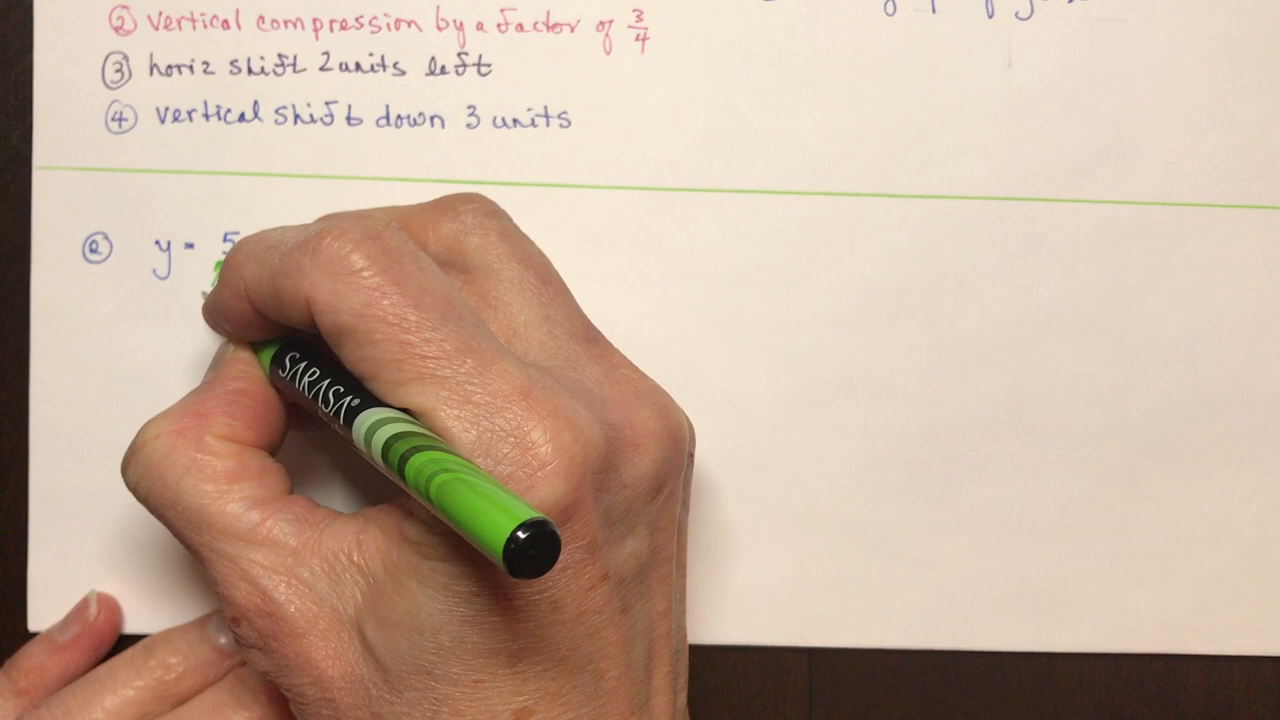 ② vertical compression by a factor of 3/4
③ horiz shift 2 units left
④ vertical shift down 3 units
② y = 5
SARASA®